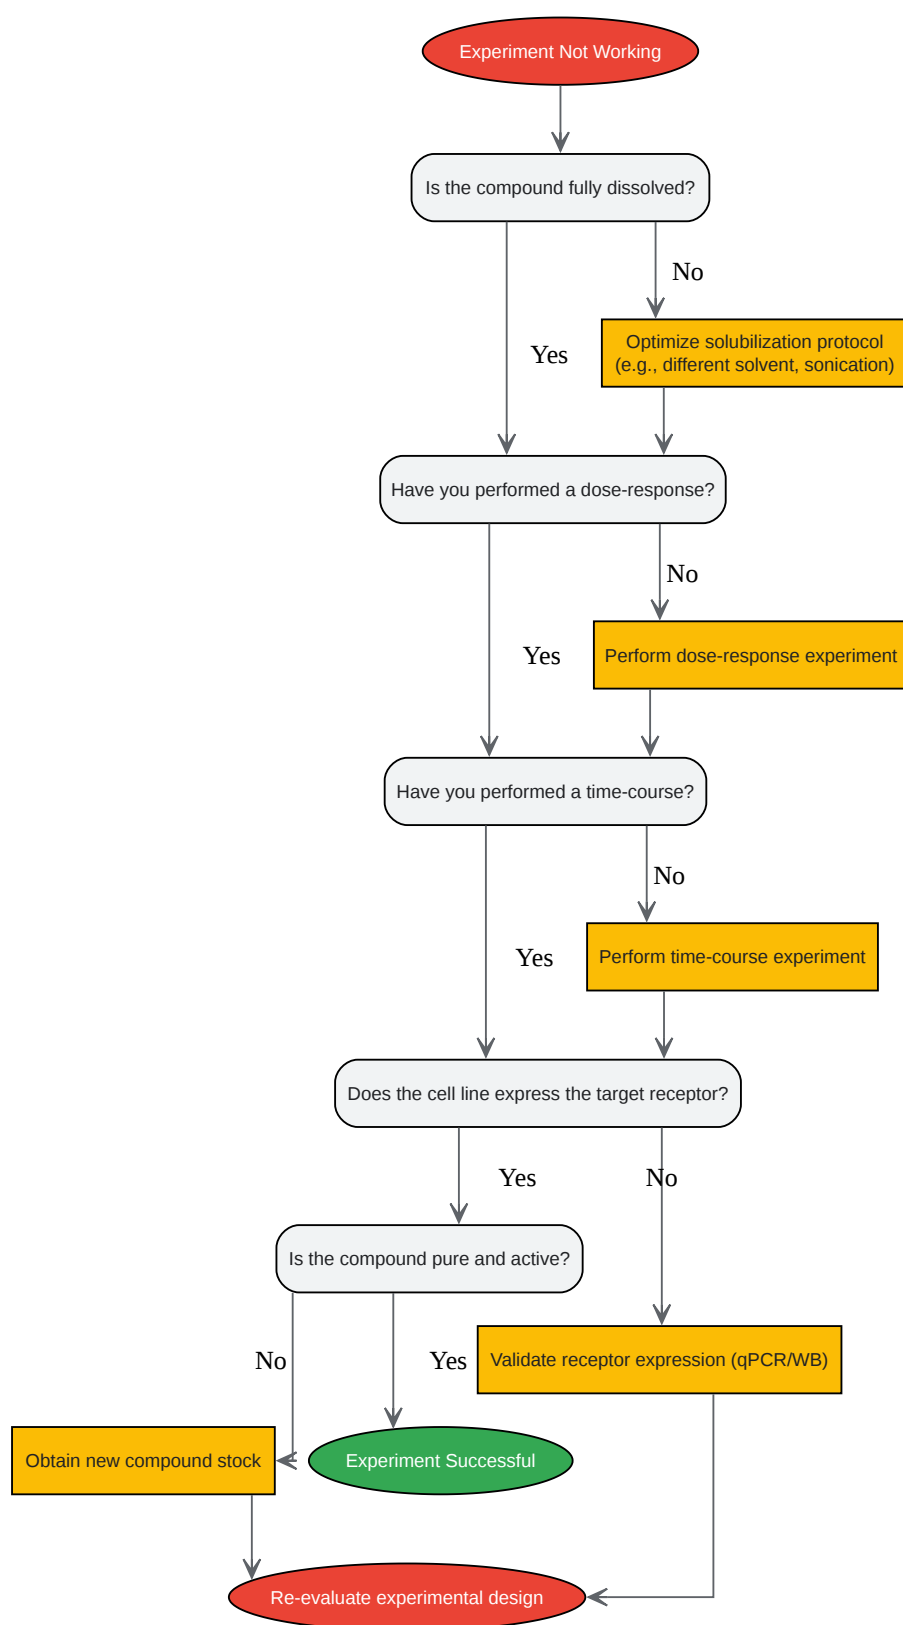 Experiment Not Working
Is the compound fully dissolved?
No
Optimize solubilization protocol
(e.g., different solvent, sonication)
Yes
Have you performed a dose-response?
No
Yes
Perform dose-response experiment
Have you performed a time-course?
No
Yes
Perform time-course experiment
Does the cell line express the target receptor?
Yes
No
Is the compound pure and active?
No
Yes
Validate receptor expression (qPCR/WB)
Obtain new compound stock
Experiment Successful
Re-evaluate experimental design